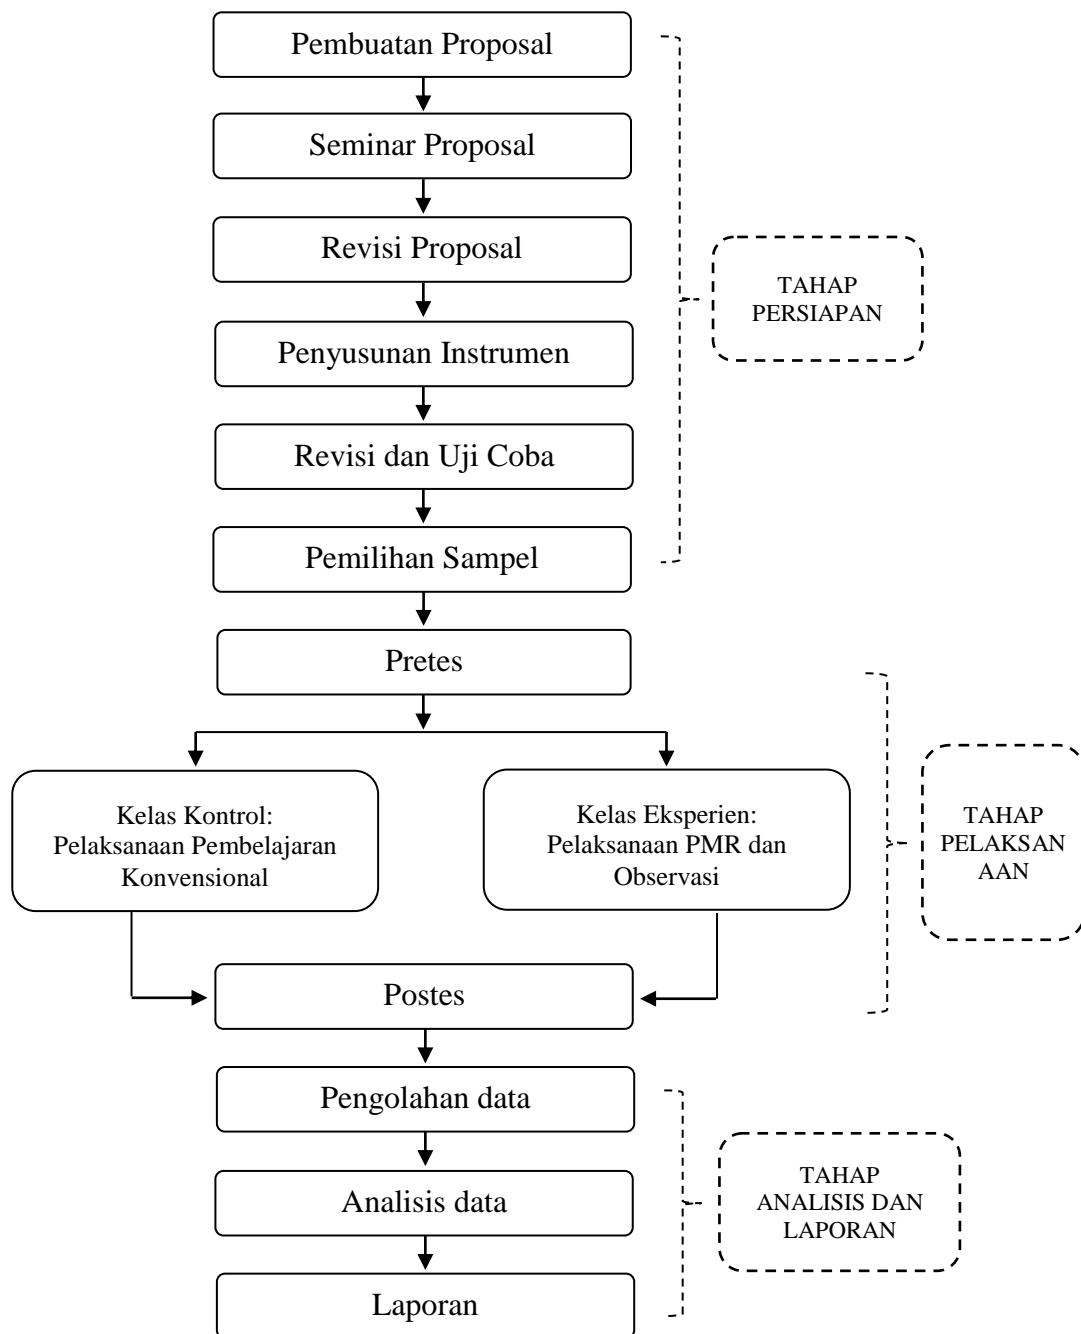 Pembuatan Proposal
Seminar Proposal
Revisi Proposal
TAHAP
PERSIAPAN
Penyusunan Instrumen
Revisi dan Uji Coba
Pemilihan Sampel
Pretes
Kelas Kontrol:
Pelaksanaan Pembelajaran
Konvensional
Kelas Eksperien:
Pelaksanaan PMR dan
Observasi
TAHAP
PELAKSAN
AAN
Postes
Pengolahan data
Analisis data
TAHAP
ANALISIS DAN
LAPORAN
Laporan